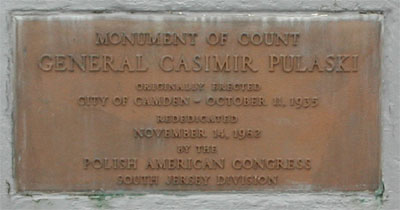 MONUMENT OF COUNT
GENERAL CASIMIR PULASKI
ORIGINALLY ERECTED
CITY OF CAMDEN - OCTOBER 11, 1935
REDEDICATED
NOVEMBER 14, 1962
BY THE
POLISH AMERICAN CONGRESS
SOUTH JERSEY DIVISION